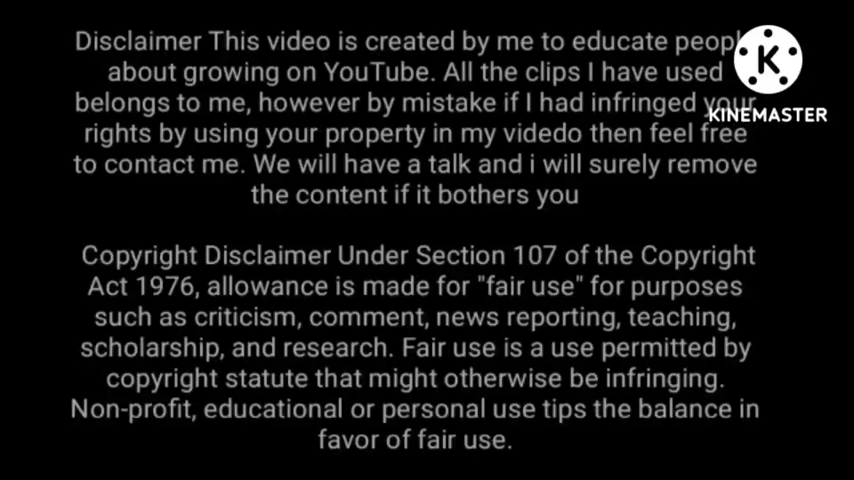 Disclaimer This video is created by me to educate people
about growing on YouTube. All the clips I have used
belongs to me, however by mistake if I had infringed your
rights by using your property in my videdo then feel free
to contact me. We will have a talk and i will surely remove
the content if it bothers you
Copyright Disclaimer Under Section 107 of the Copyright
Act 1976, allowance is made for "fair use" for purposes
such as criticism, comment, news reporting, teaching,
scholarship, and research. Fair use is a use permitted by
copyright statute that might otherwise be infringing.
Non-profit, educational or personal use tips the balance in
favor of fair use.
K
KINEMASTER